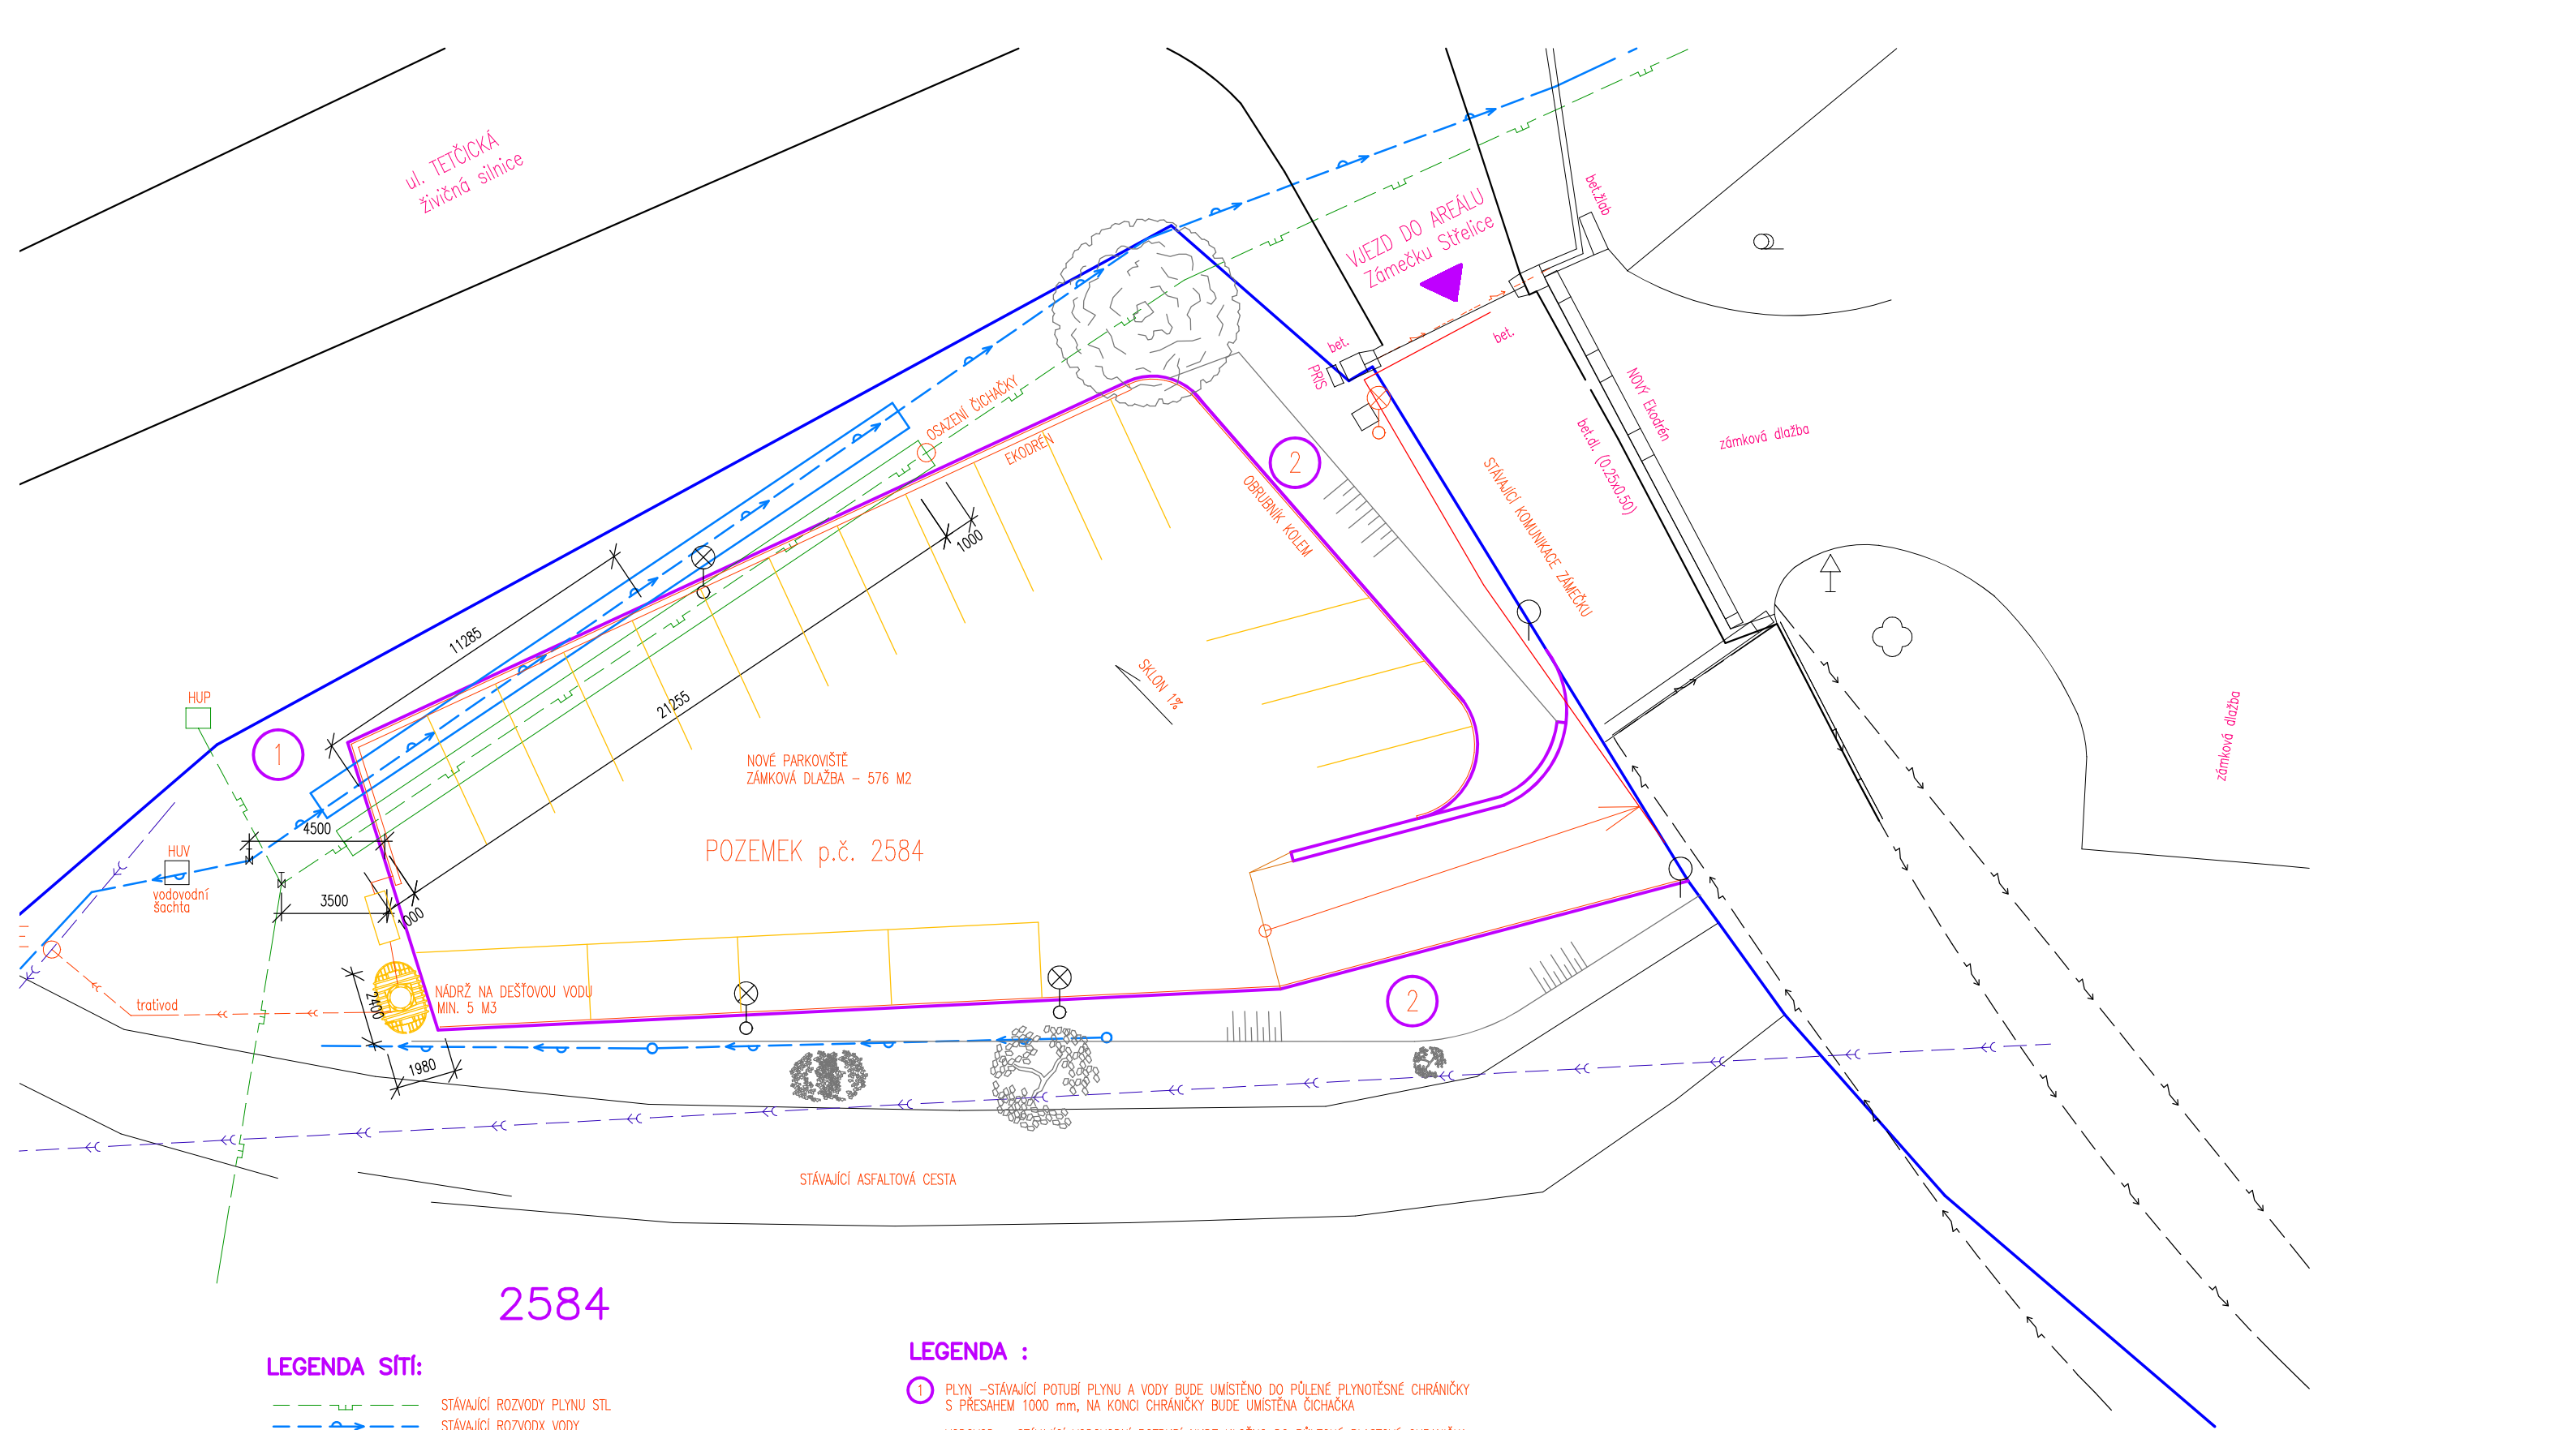 ul. TETČICKÁ
živičná silnice
VJEZD DO AREÁLU
Zámečku Střelice
bet.žlab
bet.
bet.
PRIS
NOVÝ Ekodrén
bet.dl. (0.25x0.50)
zámková dlažba
zámková dlažba
OSAZENÍ ČICHAČKY
EKODRÉN
2
OBRUBNÍK KOLEM
STÁVAJÍCÍ KOMUNIKACE ZÁMEČKU
1000
11285
21255
SKLON 1%
HUP
1
NOVÉ PARKOVIŠTĚ
ZÁMKOVÁ DLAŽBA - 576 M2
POZEMEK p.č. 2584
4500
HUV
vodovodní
šachta
3500
1000
2400
NÁDRŽ NA DEŠŤOVOU VODU
MIN. 5 M3
trativod
1980
2
STÁVAJÍCÍ ASFALTOVÁ CESTA
2584
LEGENDA SÍTÍ:
STÁVAJÍCÍ ROZVODY PLYNU STL
STÁVAJÍCÍ ROZVODX VODY
LEGENDA :
1 PLYN -STÁVAJÍCÍ POTUBÍ PLYNU A VODY BUDE UMÍSTĚNO DO PŮLENÉ PLYNOTĚSNÉ CHRÁNIČKY
S PŘESAHEM 1000 mm, NA KONCI CHRÁNIČKY BUDE UMÍSTĚNA ČICHAČKA